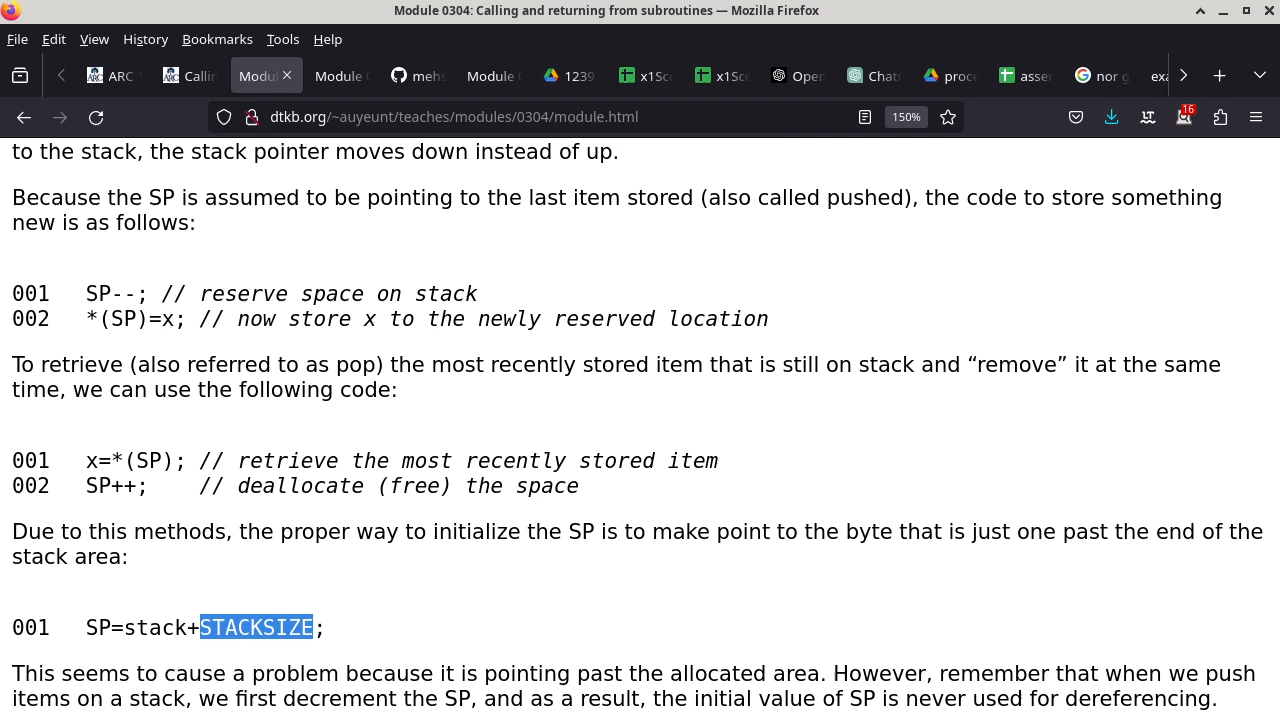 Module 0304: Calling and returning from subroutines — Mozilla Firefox
File Edit View History Bookmarks Tools Help
ARC Callin Modul Module mehs Module 1239 x1Sc x1Sc Open Chat proc asser nor g exa
dtkb.org/~auyeunt/teaches/modules/0304/module.html 150% 16
to the stack, the stack pointer moves down instead of up.
Because the SP is assumed to be pointing to the last item stored (also called pushed), the code to store something
new is as follows:
001 SP--; // reserve space on stack
002 *(SP)=x; // now store x to the newly reserved location
To retrieve (also referred to as pop) the most recently stored item that is still on stack and “remove” it at the same
time, we can use the following code:
001 x=*(SP); // retrieve the most recently stored item
002 SP++; // deallocate (free) the space
Due to this methods, the proper way to initialize the SP is to make point to the byte that is just one past the end of the
stack area:
001 SP=stack+STACKSIZE;
This seems to cause a problem because it is pointing past the allocated area. However, remember that when we push
items on a stack, we first decrement the SP, and as a result, the initial value of SP is never used for dereferencing.